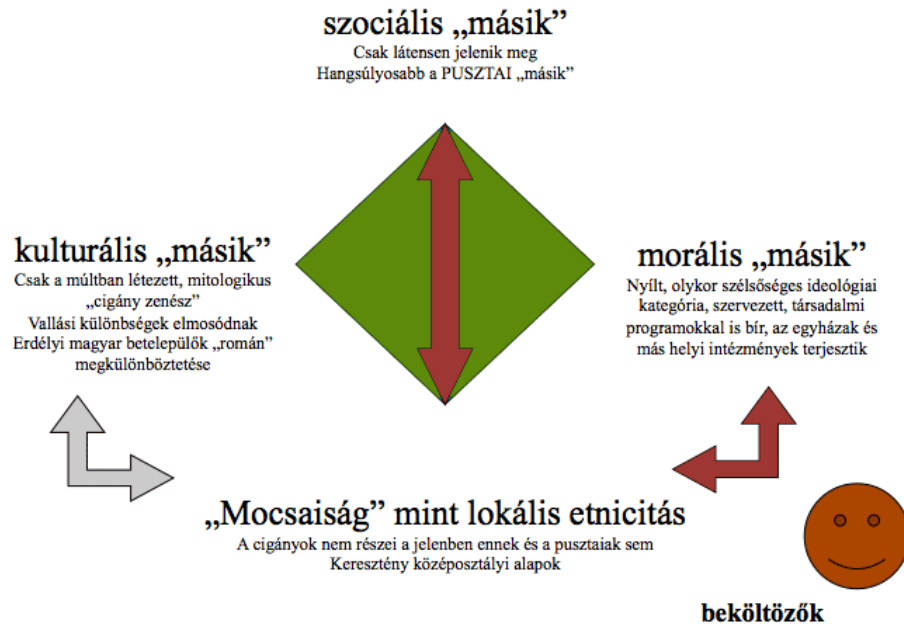 szociális „másik”
Csak látensen jelenik meg
Hangsúlyosabb a PUSZTAI „másik”
kulturális „másik”
Csak a múltban létezett, mitologikus
„cigány zenész”
Vallási különbségek elmosódnak
Erdélyi magyar betelepülők „román”
megkülönböztetése
morális „másik”
Nyílt, olykor szélsőséges ideológiai
kategória, szervezett, társadalmi
programokkal is bír, az egyházak és
más helyi intézmények terjesztik
„Mocsaiság” mint lokális etnicitás
A cigányok nem részei a jelenben ennek és a pusztaiak sem
Keresztény középosztályi alapok
beköltözők